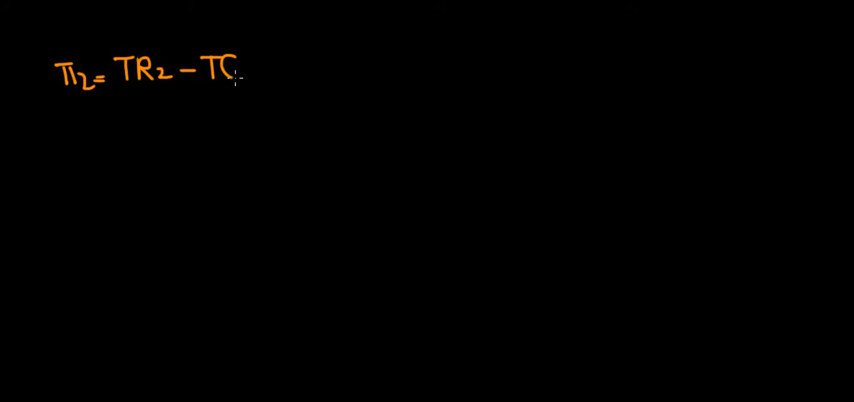 π₂ = TR₂ − TC